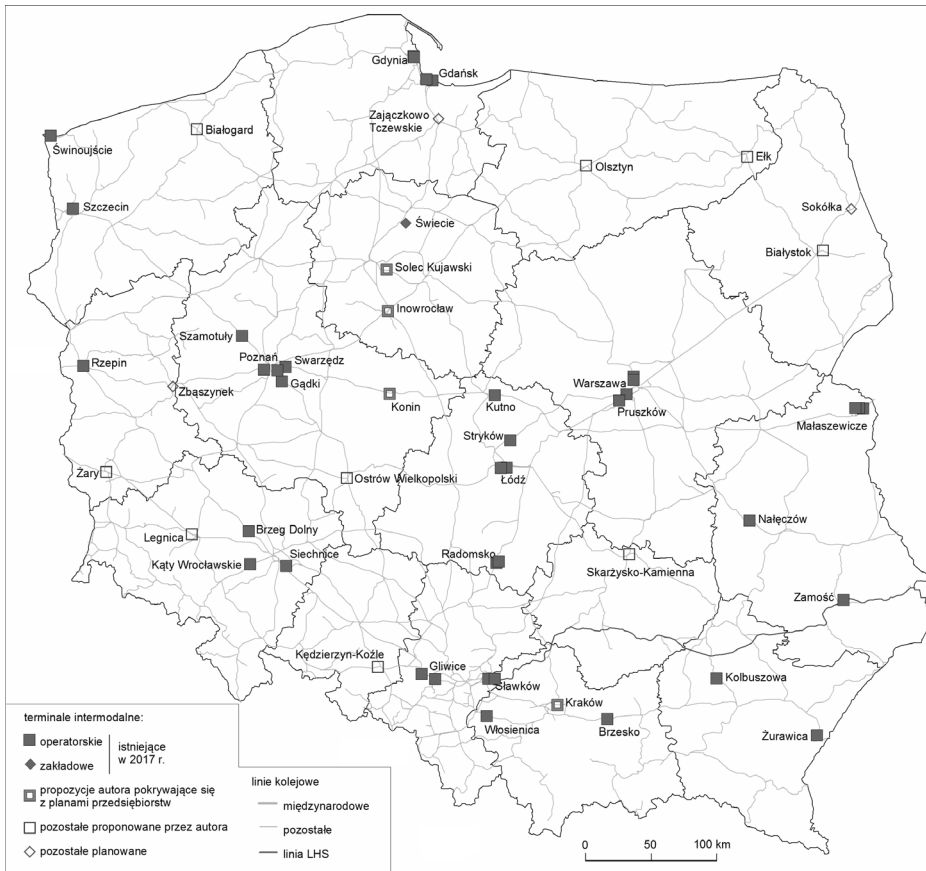 Gdynia
Gdańsk
Zajączkowo
Tczewskie
Białogard
Świnoujście
Olsztyn
Ełk
Szczecin
Sokółka
Świecie
Białystok
Solec Kujawski
Inowrocław
Szamotuły
Rzepin
Poznań
Swarzędz
Gądki
Zbąszynek
Konin
Kutno
Warszawa
Pruszków
Małaszewicze
Stryków
Łódź
Żary
Ostrów Wielkopolski
Legnica
Brzeg Dolny
Nałęczów
Kąty Wrocławskie
Siechnice
Radomsko
Skarżysko-Kamienna
Zamość
Kędzierzyn-Koźle
Gliwice
Sławków
Kolbuszowa
Kraków
Włosienica
Brzesko
Żurawica
terminale intermodalne:
operatorskie
zakładowe
istniejące
w 2017 r.
propozycje autora pokrywające się
z planami przedsiębiorstw
pozostałe proponowane przez autora
pozostałe planowane
linie kolejowe
międzynarodowe
pozostałe
linia LHS
0 50 100 km